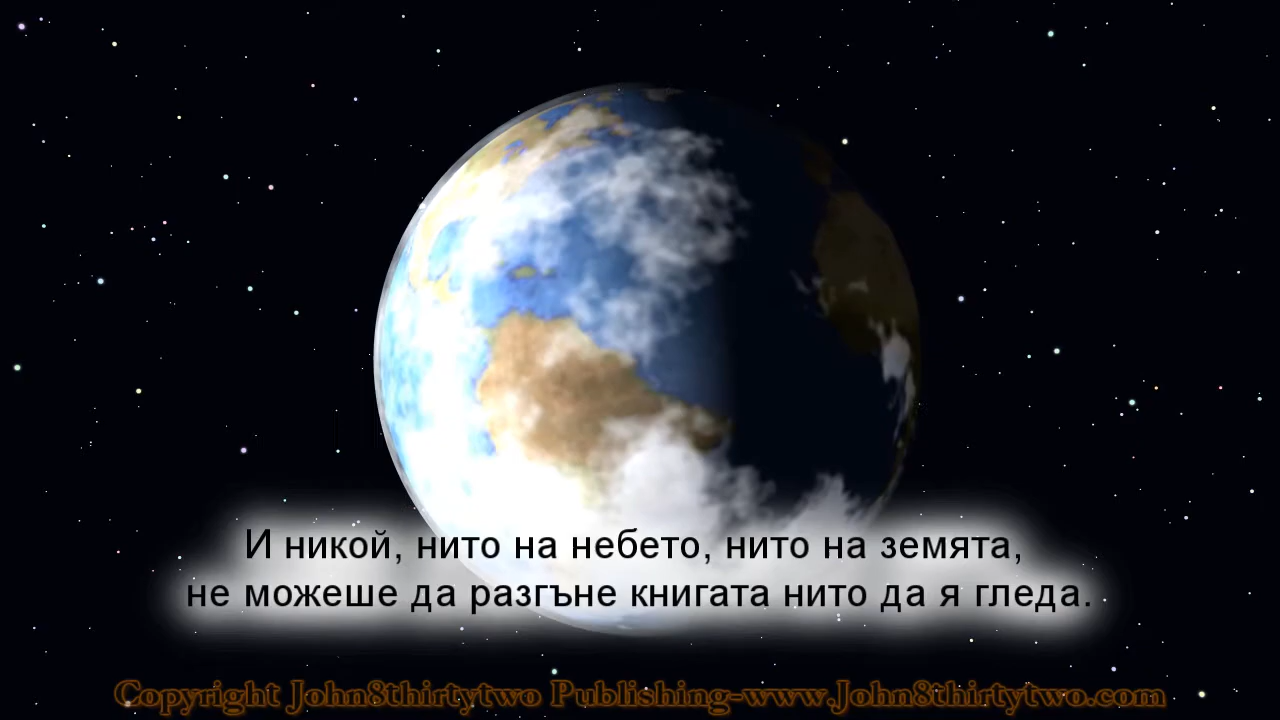 И никой, нито на небето, нито на земята,
не можеше да разгъне книгата нито да я гледа.
Copyright John8thirtytwo Publishing-www.John8thirtytwo.com